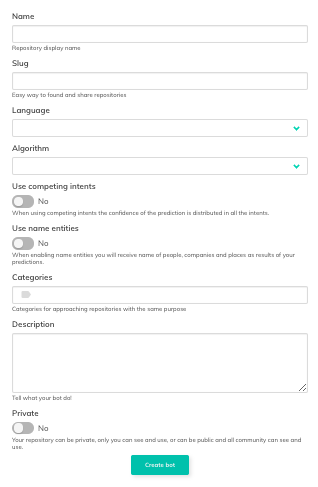 Name
Repository display name
Slug
Easy way to found and share repositories
Language
Algorithm
Use competing intents
No
When using competing intents the confidence of the prediction is distributed in all the intents.
Use name entities
No
When enabling name entities you will receive name of people, companies and places as results of your
predictions.
Categories
Categories for approaching repositories with the same purpose
Description
Tell what your bot do!
Private
No
Your repository can be private, only you can see and use, or can be public and all community can see and
use.
Create bot